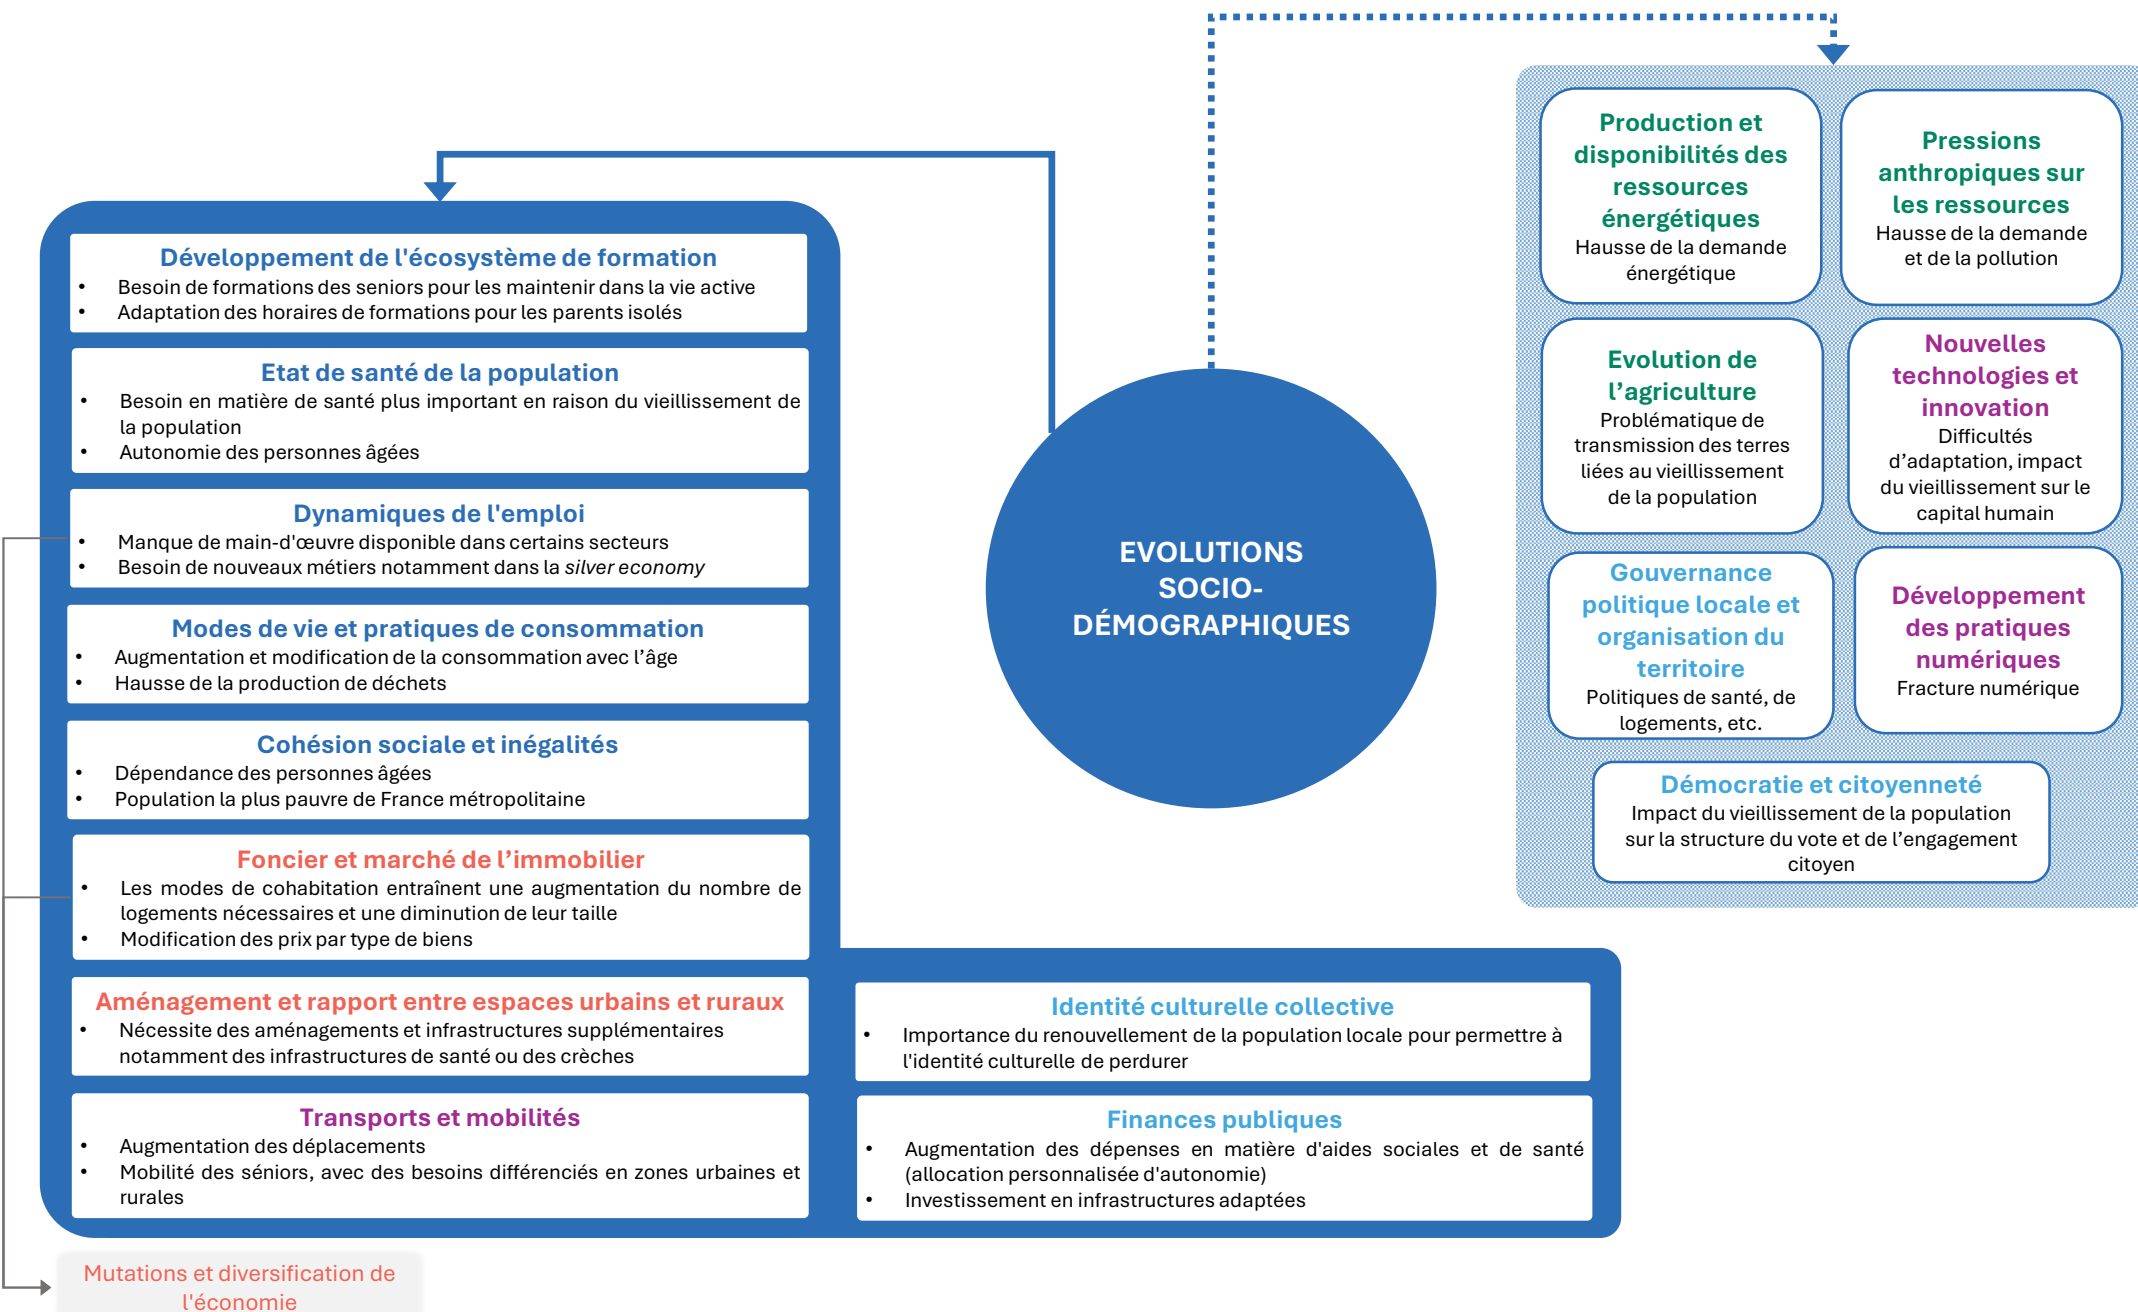 Développement de l'écosystème de formation
• Besoin de formations des seniors pour les maintenir dans la vie active
• Adaptation des horaires de formations pour les parents isolés
Etat de santé de la population
• Besoin en matière de santé plus important en raison du vieillissement de
la population
• Autonomie des personnes âgées
Dynamiques de l'emploi
• Manque de main-d'œuvre disponible dans certains secteurs
• Besoin de nouveaux métiers notamment dans la silver economy
Modes de vie et pratiques de consommation
• Augmentation et modification de la consommation avec l’âge
• Hausse de la production de déchets
Cohésion sociale et inégalités
• Dépendance des personnes âgées
• Population la plus pauvre de France métropolitaine
Foncier et marché de l’immobilier
• Les modes de cohabitation entraînent une augmentation du nombre de
logements nécessaires et une diminution de leur taille
• Modification des prix par type de biens
Aménagement et rapport entre espaces urbains et ruraux
• Nécessite des aménagements et infrastructures supplémentaires
notamment des infrastructures de santé ou des crèches
Transports et mobilités
• Augmentation des déplacements
• Mobilité des séniors, avec des besoins différenciés en zones urbaines et
rurales
Identité culturelle collective
• Importance du renouvellement de la population locale pour permettre à
l'identité culturelle de perdurer
Finances publiques
• Augmentation des dépenses en matière d'aides sociales et de santé
(allocation personnalisée d'autonomie)
• Investissement en infrastructures adaptées
Mutations et diversification de
l'économie
EVOLUTIONS
SOCIO-
DÉMOGRAPHIQUES
Production et
disponibilités des
ressources
énergétiques
Hausse de la demande
énergétique
Pressions
anthropiques sur
les ressources
Hausse de la demande
et de la pollution
Evolution de
l’agriculture
Problématique de
transmission des terres
liées au vieillissement
de la population
Nouvelles
technologies et
innovation
Difficultés
d’adaptation, impact
du vieillissement sur le
capital humain
Gouvernance
politique locale et
organisation du
territoire
Politiques de santé, de
logements, etc.
Développement
des pratiques
numériques
Fracture numérique
Démocratie et citoyenneté
Impact du vieillissement de la population
sur la structure du vote et de l’engagement
citoyen